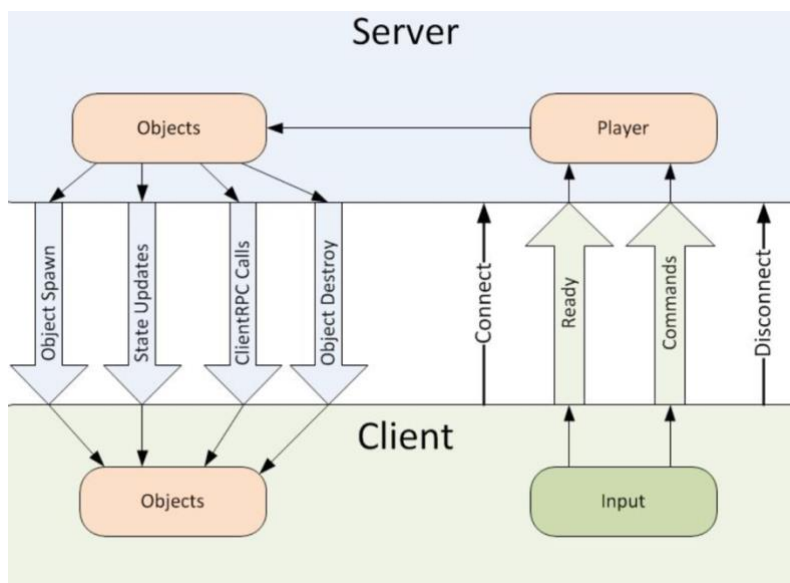 Server
Objects
Player
Object Spawn
State Updates
ClientRPC Calls
Object Destroy
Connect
Ready
Commands
Disconnect
Client
Objects
Input